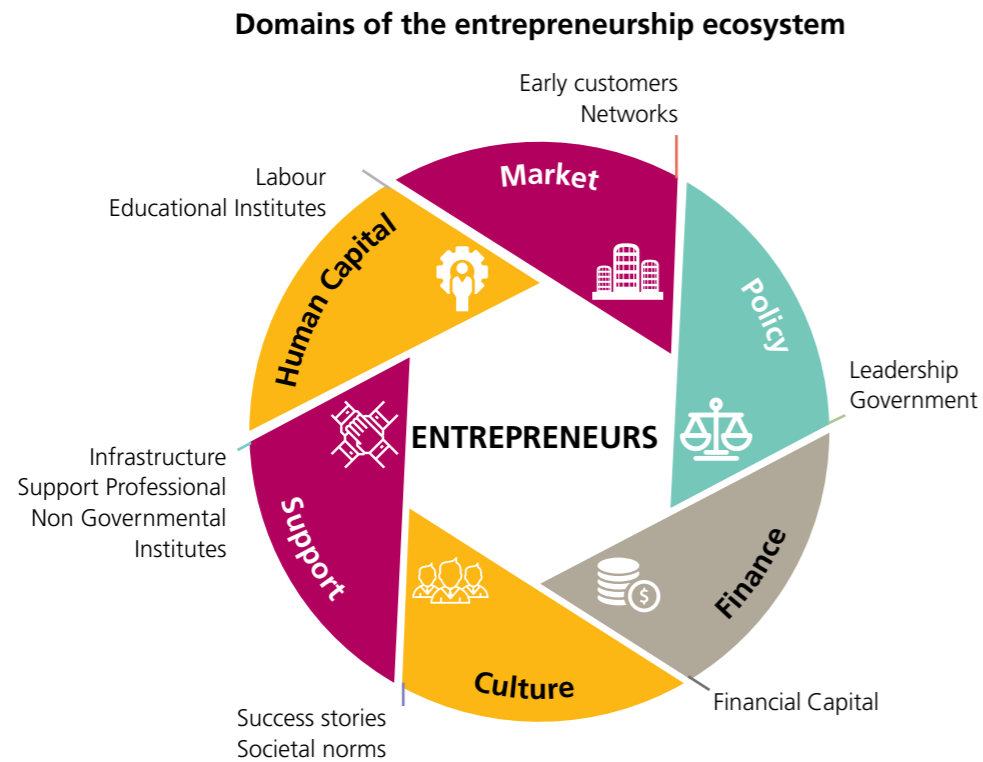 Domains of the entrepreneurship ecosystem
Early customers
Networks
Market
Labour
Educational Institutes
Human Capital
Policy
Leadership
Government
ENTREPRENEURS
Infrastructure
Support Professional
Non Governmental
Institutes
Support
Finance
$
Culture
Financial Capital
Success stories
Societal norms